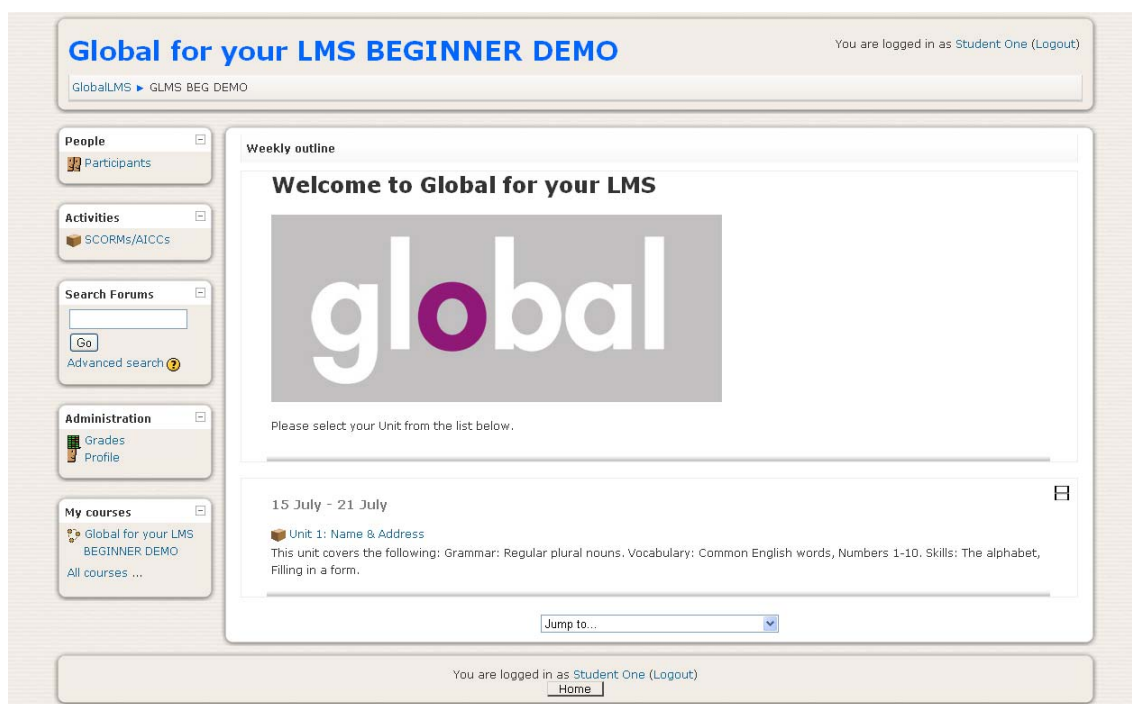 Global for your LMS BEGINNER DEMO
You are logged in as Student One (Logout)
GlobalLMS ► GLMS BEG DEMO
People
Participants
Activities
SCORMs/AICCs
Search Forums
Go
Advanced search ?
Administration
Grades
Profile
My courses
Global for your LMS
BEGINNER DEMO
All courses ...
Weekly outline
Welcome to Global for your LMS
global
Please select your Unit from the list below.
15 July - 21 July
Unit 1: Name & Address
This unit covers the following: Grammar: Regular plural nouns. Vocabulary: Common English words, Numbers 1-10. Skills: The alphabet,
Filling in a form.
Jump to...
You are logged in as Student One (Logout)
Home